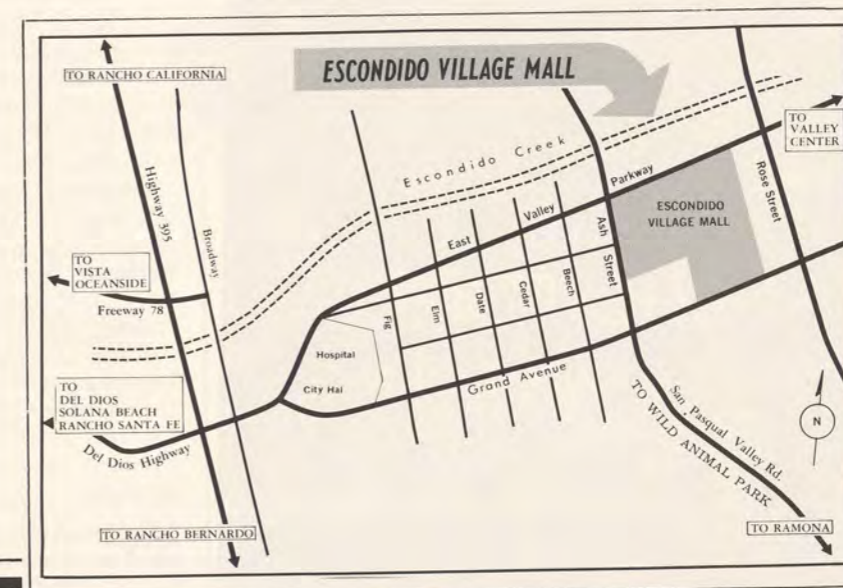 ESCONDIDO VILLAGE MALL
TO RANCHO CALIFORNIA
Highway 395
Broadway
TO
VISTA
OCEANSIDE
Freeway 78
TO
DEL DIOS
SOLANA BEACH
RANCHO SANTA FE
Del Dios Highway
TO RANCHO BERNARDO
Escondido Creek
East Valley Parkway
Hospital
City Hal
Fig
Elm
Date
Cedar
Beech
Ash Street
Grand Avenue
ESCONDIDO
VILLAGE MALL
Rose Street
TO
VALLEY
CENTER
San Pasqual Valley Rd.
TO WILD ANIMAL PARK
N
TO RAMONA